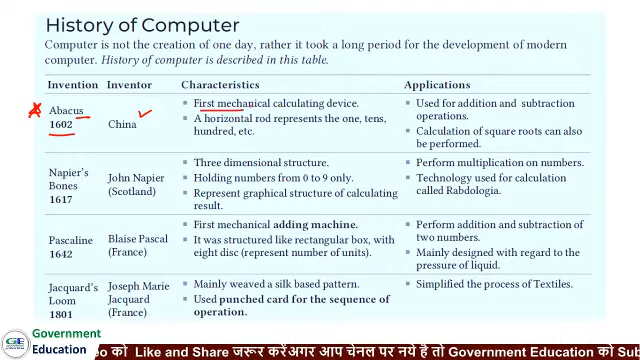 History of Computer
Computer is not the creation of one day, rather it took a long period for the development of modern
computer. History of computer is described in this table.
Invention Inventor Characteristics Applications
Abacus
1602
China
▪ First mechanical calculating device.
▪ A horizontal rod represents the one, tens,
hundred, etc.
▪ Used for addition and subtraction
operations.
▪ Calculation of square roots can also
be performed.
Napier's
Bones
1617
John Napier
(Scotland)
▪ Three dimensional structure.
▪ Holding numbers from 0 to 9 only.
▪ Represent graphical structure of calculating
result.
▪ Perform multiplication on numbers.
▪ Technology used for calculation
called Rabdologia.
Pascaline
1642
Blaise Pascal
(France)
▪ First mechanical adding machine.
▪ It was structured like rectangular box, with
eight disc (represent number of units).
▪ Perform addition and subtraction of
two numbers.
▪ Mainly designed with regard to the
pressure of liquid.
Jacquard's
Loom
1801
Joseph Marie
Jacquard
(France)
▪ Mainly weaved a silk based pattern.
▪ Used punched card for the sequence of
operation.
▪ Simplified the process of Textiles.
GE
Government
Education
eo को Like and Share जरूर करें अगर आप चेनल पर नये है तो Government Education को Sub